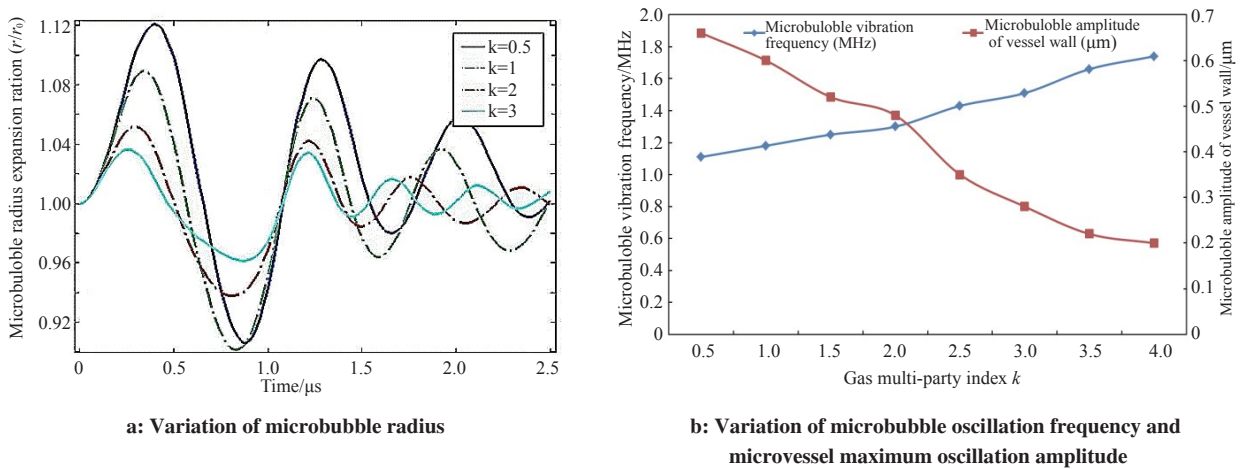 Microbuloble radius expansion ration (r/r₀)
1.12
1.08
1.04
1.00
0.96
0.92
k=0.5
k=1
k=2
k=3
0
0.5
1.0
1.5
2.0
2.5
Time/μs
a: Variation of microbubble radius
Microbuloble vibration frequency/MHz
2.0
1.8
1.6
1.4
1.2
1.0
0.8
0.6
0.4
0.2
0
Microbuloble vibration
frequency (MHz)
Microbuloble amplitude
of vessel wall (μm)
0.7
0.6
0.5
0.4
0.3
0.2
0.1
0
Microbuloble amplitude of vessel wall/μm
0.5
1.0
1.5
2.0
2.5
3.0
3.5
4.0
Gas multi-party index k
b: Variation of microbubble oscillation frequency and
microvessel maximum oscillation amplitude